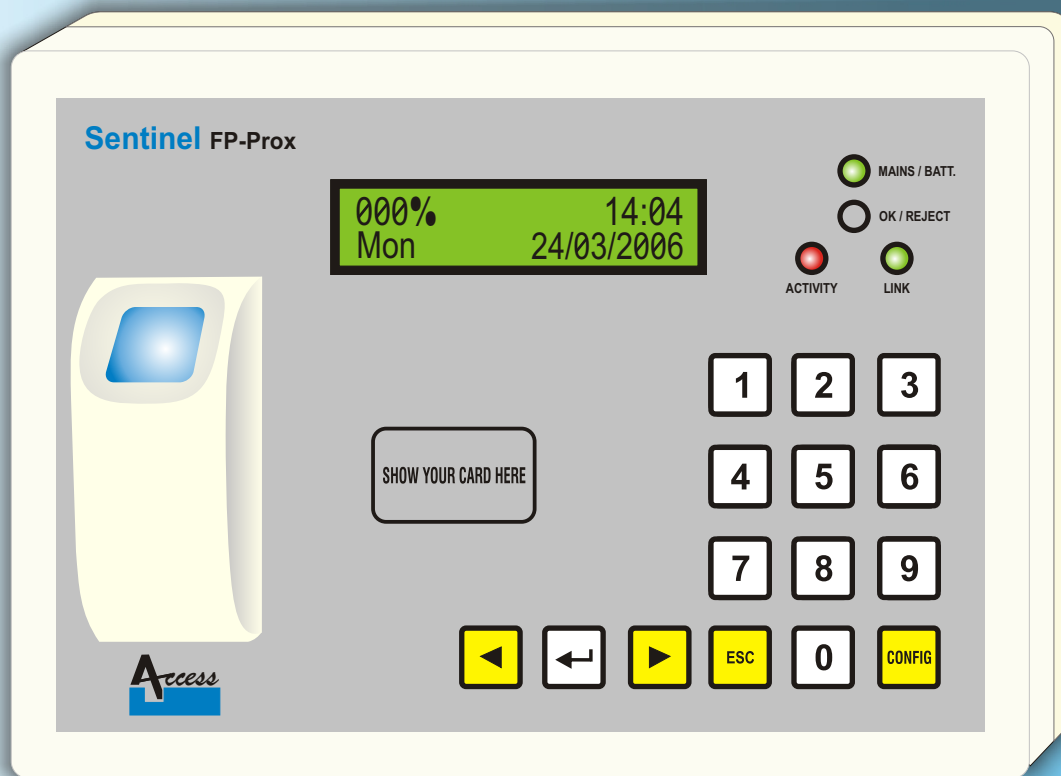 Sentinel FP-Prox
MAINS / BATT.
000% 14:04
OK / REJECT
Mon 24/03/2006
ACTIVITY LINK
1 2 3
SHOW YOUR CARD HERE
4 5 6
7 8 9
ESC 0 CONFIG
Access